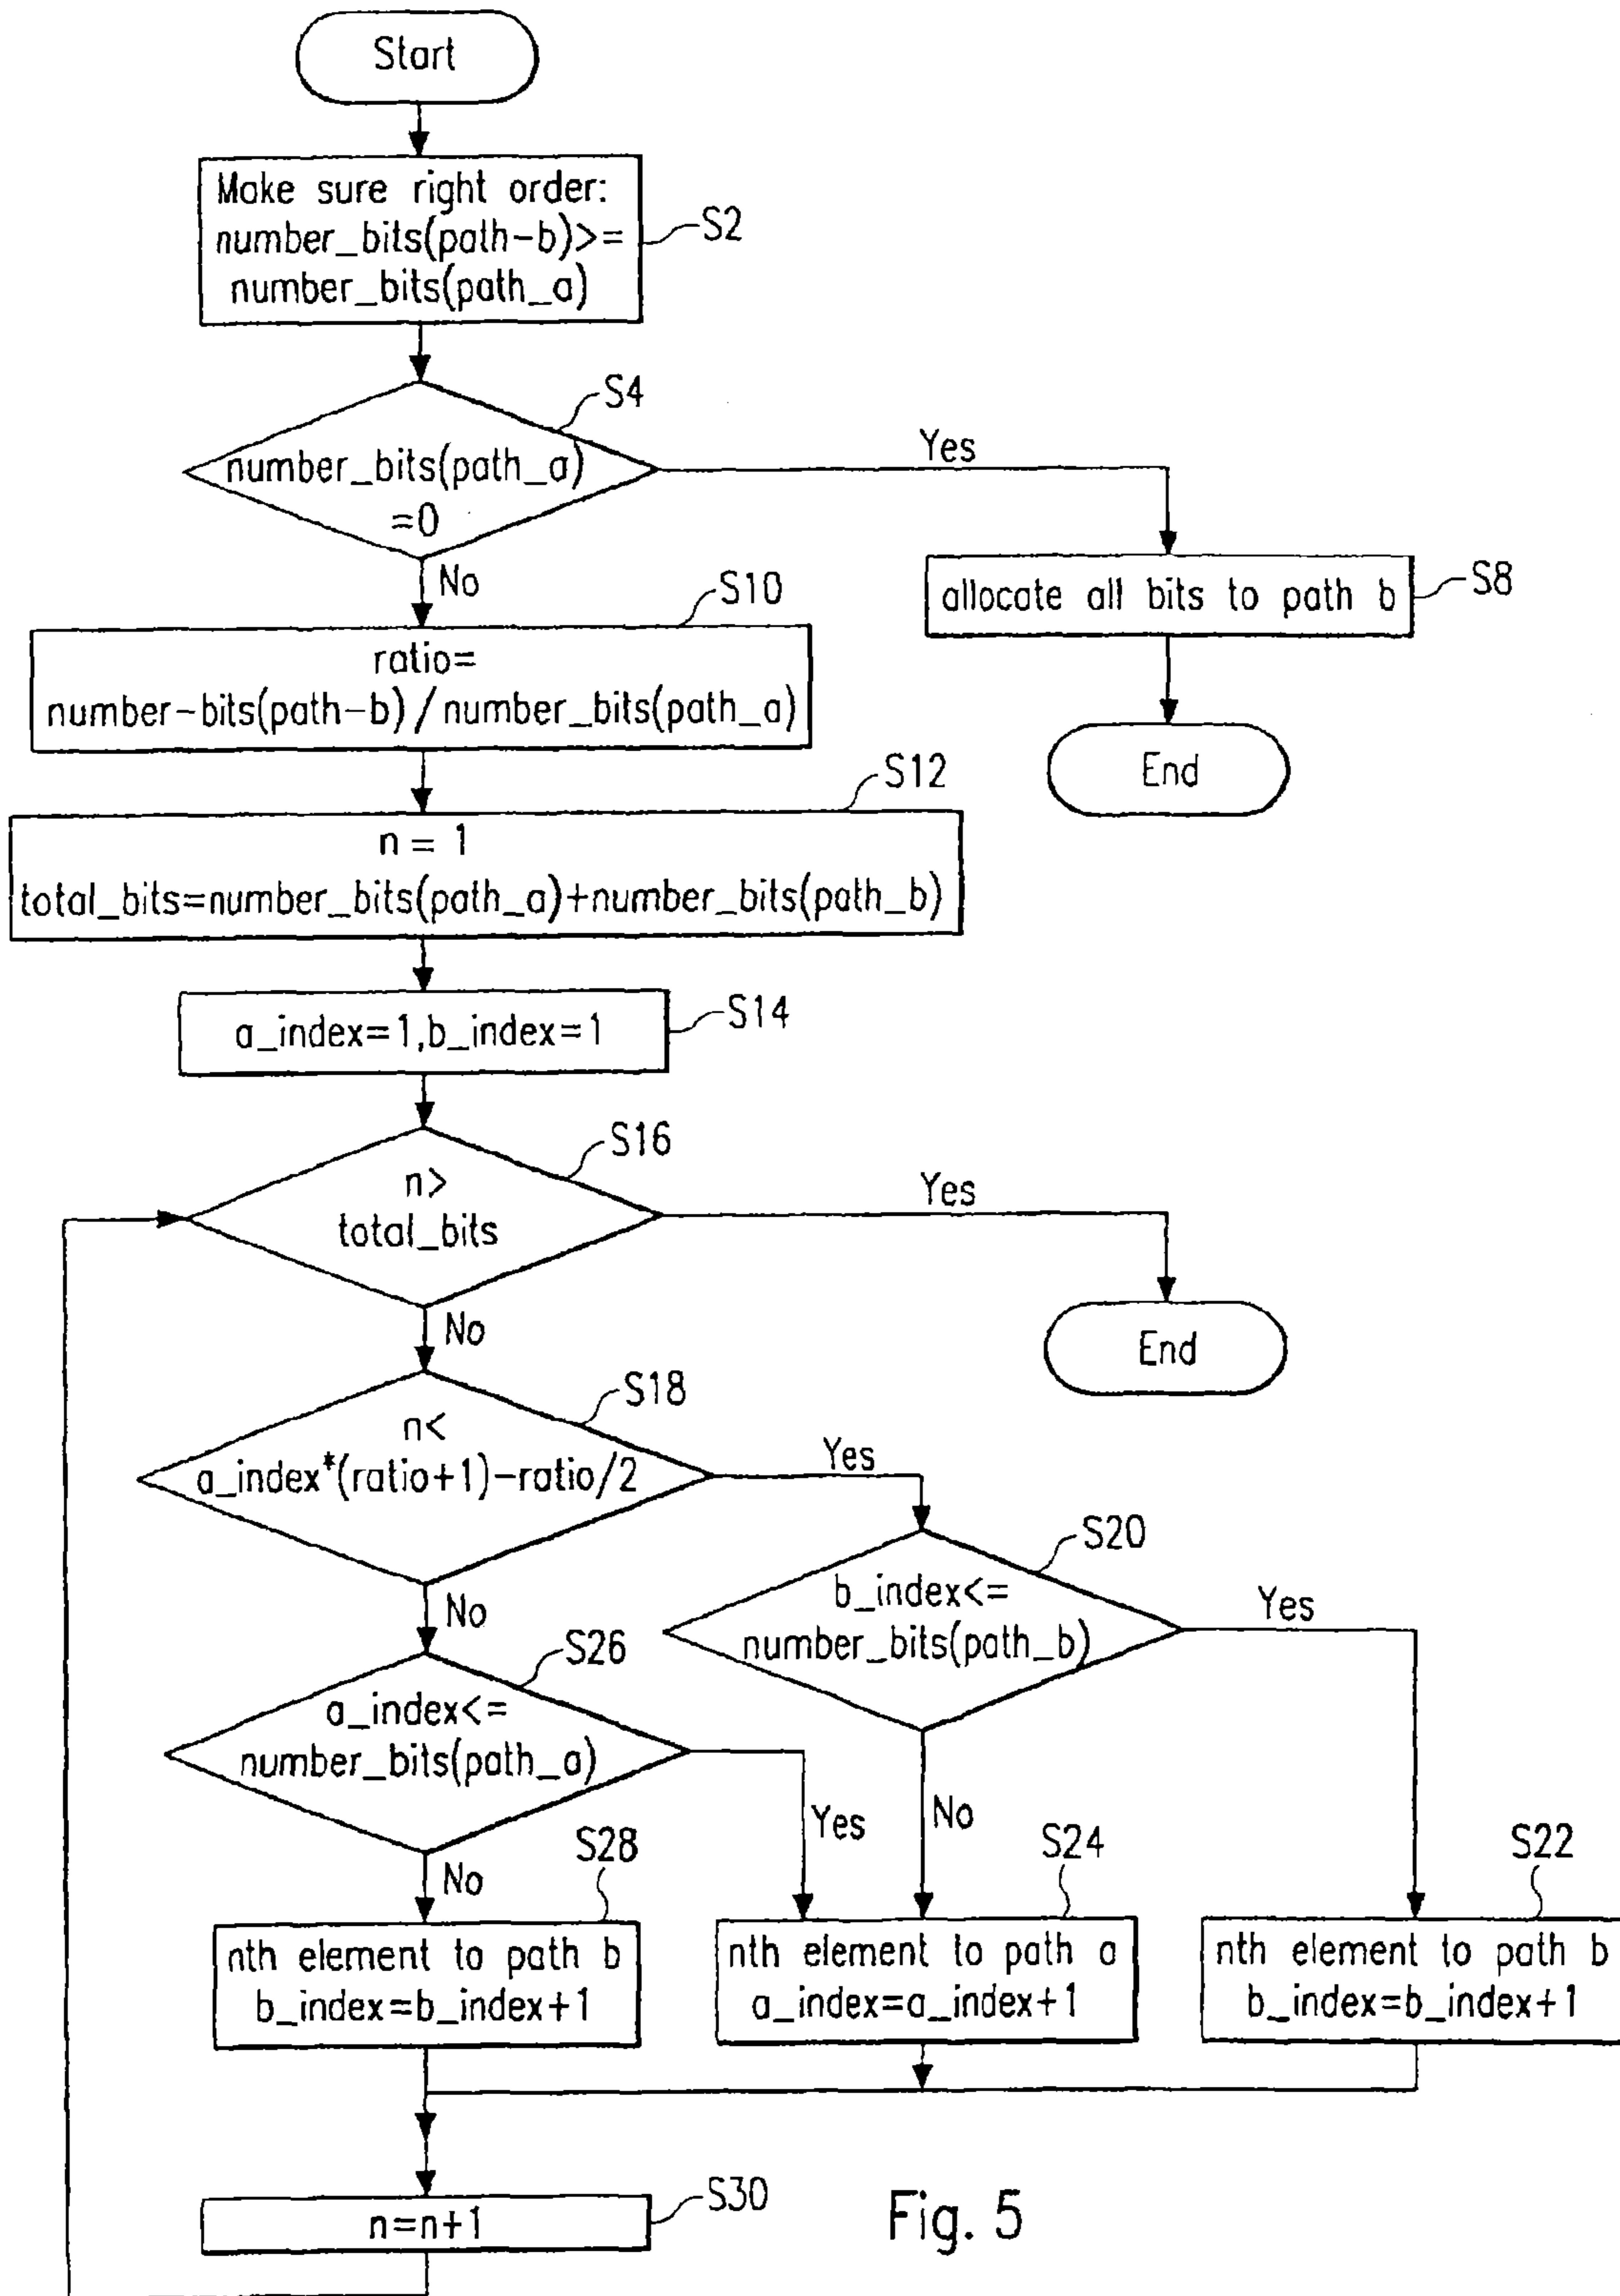 Start
Make sure right order:
number_bits(path-b)>=
number_bits(path_a)
S2
S4
number_bits(path_a)
=0
Yes
No
S10
allocate all bits to path b
S8
ratio=
number-bits(path-b)/number_bits(path_a)
End
S12
n = 1
total_bits=number_bits(path_a)+number_bits(path_b)
a_index=1,b_index=1
S14
S16
n>
total_bits
Yes
No
End
S18
n<
a_index*(ratio+1)-ratio/2
Yes
No
S20
b_index<=
number_bits(path_b)
Yes
S26
a_index<=
number_bits(path_a)
Yes
No
No
S28
S24
S22
nth element to path b
b_index=b_index+1
nth element to path a
a_index=a_index+1
nth element to path b
b_index=b_index+1
n=n+1
S30
Fig. 5